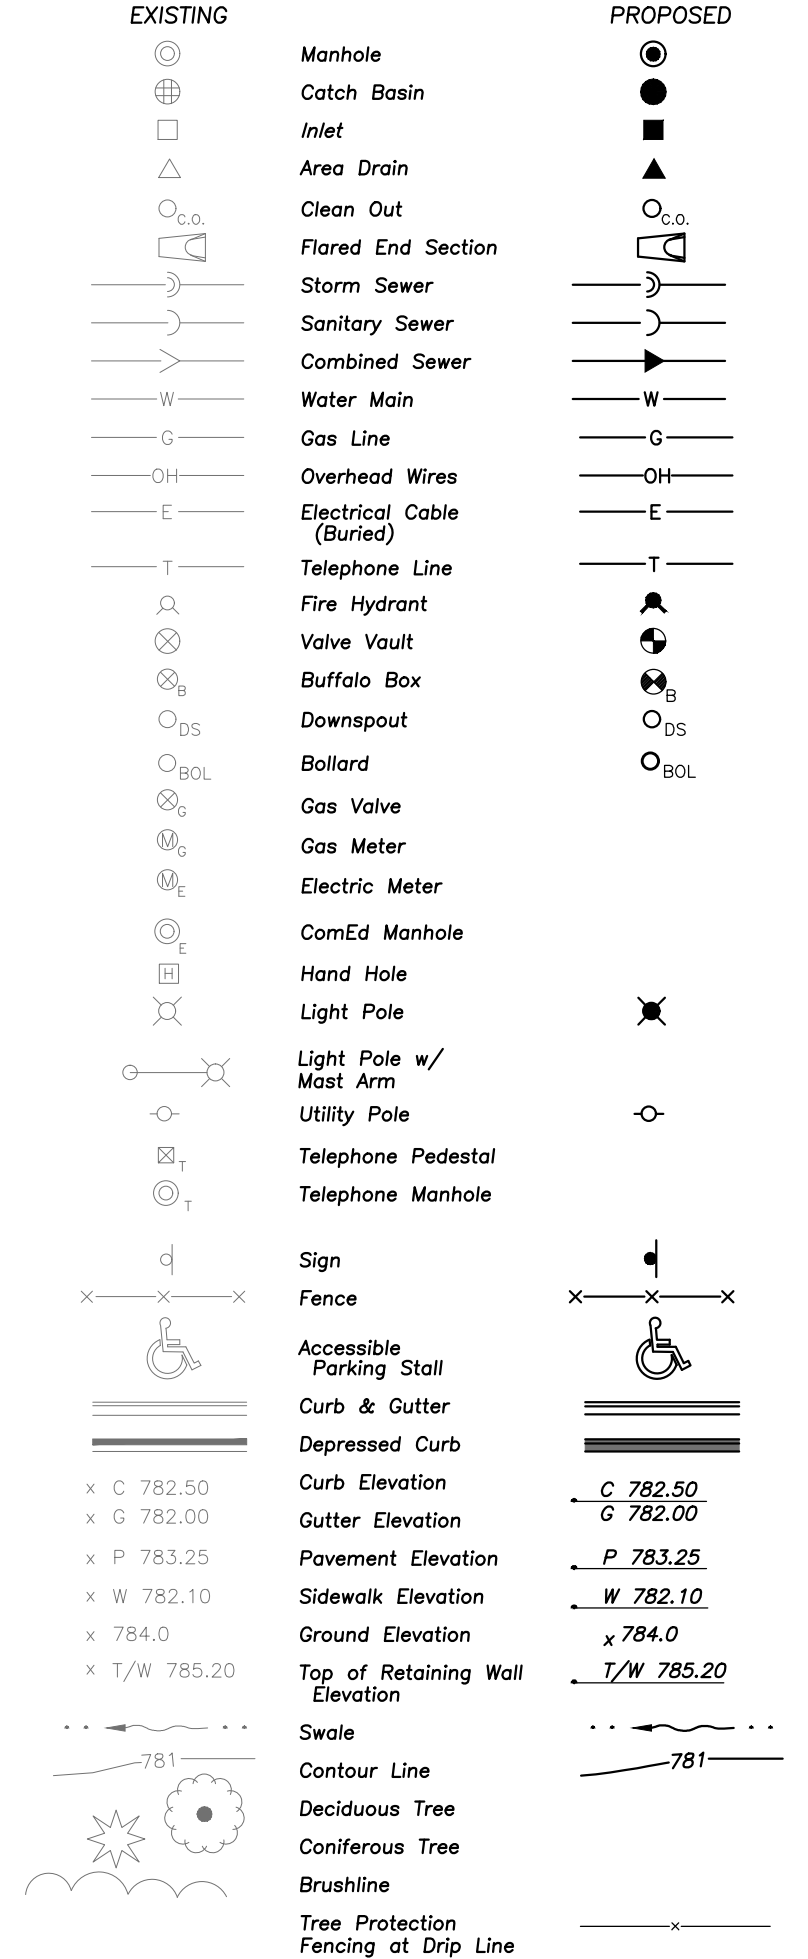 EXISTING PROPOSED
Manhole
Catch Basin
Inlet
Area Drain
C.O. Clean Out C.O.
Flared End Section
Storm Sewer
Sanitary Sewer
Combined Sewer
W Water Main W
G Gas Line G
OH Overhead Wires OH
E Electrical Cable E
(Buried)
T Telephone Line T
Fire Hydrant
Valve Vault
B Buffalo Box B
DS Downspout DS
BOL Bollard BOL
G Gas Valve
M G Gas Meter
M E Electric Meter
E ComEd Manhole
H Hand Hole
Light Pole
Light Pole w/
Mast Arm
Utility Pole
T Telephone Pedestal
T Telephone Manhole
Sign
Fence
Accessible
Parking Stall
Curb & Gutter
Depressed Curb
x C 782.50 Curb Elevation C 782.50
x G 782.00 Gutter Elevation G 782.00
x P 783.25 Pavement Elevation P 783.25
x W 782.10 Sidewalk Elevation W 782.10
x 784.0 Ground Elevation x 784.0
x T/W 785.20 Top of Retaining Wall T/W 785.20
Elevation
Swale
781 Contour Line 781
Deciduous Tree
Coniferous Tree
Brushline
Tree Protection
Fencing at Drip Line